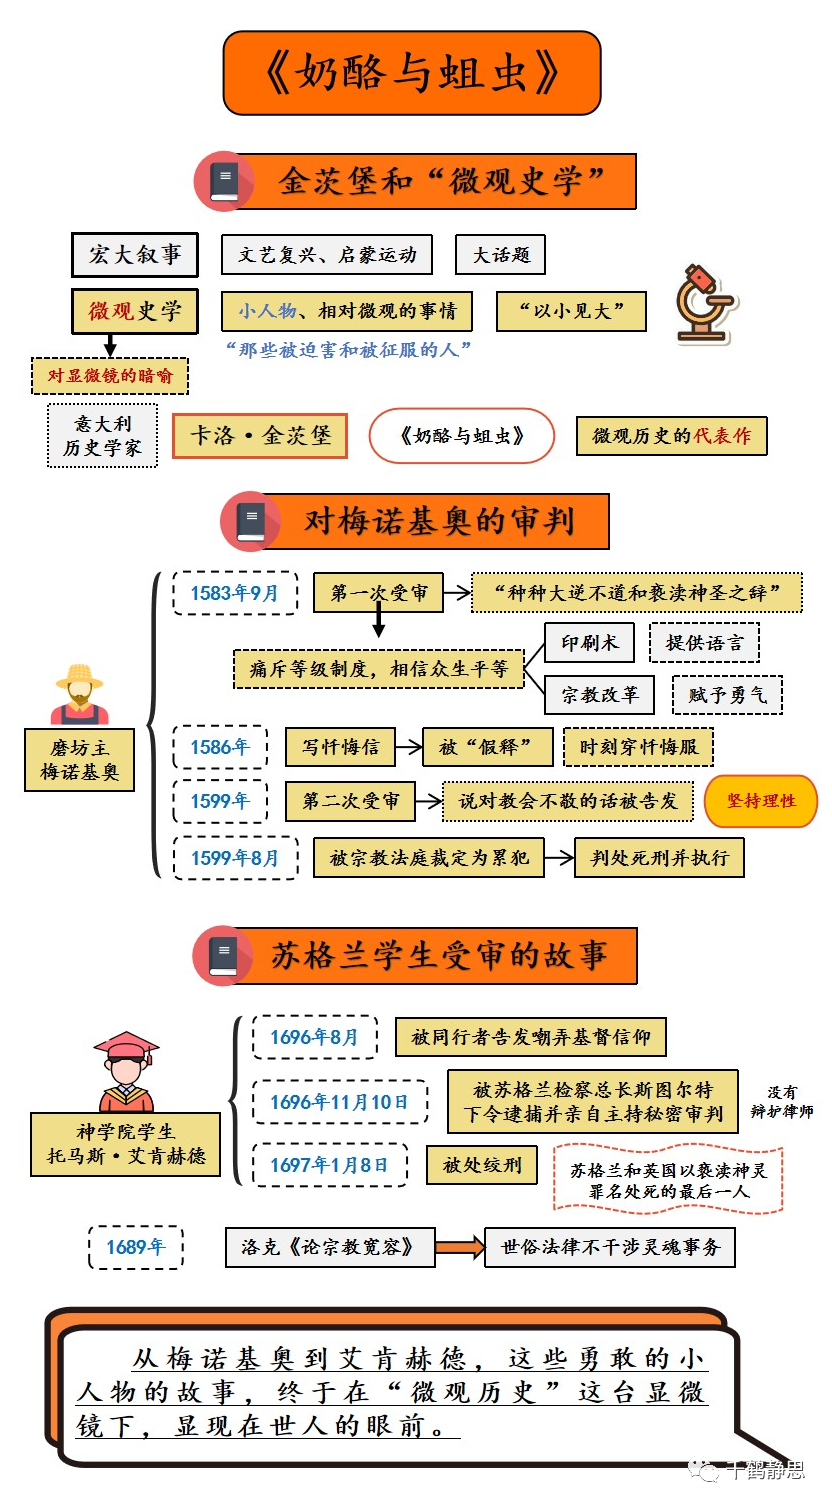 《奶酪与蛆虫》
金茨堡和“微观史学”
宏大叙事
文艺复兴、启蒙运动
大话题
微观史学
小人物、相对微观的事情
“以小见大”
“那些被迫害和被征服的人”
对显微镜的暗喻
意大利
历史学家
卡洛·金茨堡
《奶酪与蛆虫》
微观历史的代表作
对梅诺基奥的审判
磨坊主
梅诺基奥
1583年9月
第一次受审
“种种大逆不道和亵渎神圣之辞”
痛斥等级制度，相信众生平等
印刷术
提供语言
宗教改革
赋予勇气
1586年
写忏悔信
被“假释”
时刻穿忏悔服
1599年
第二次受审
说对教会不敬的话被告发
坚持理性
1599年8月
被宗教法庭裁定为累犯
判处死刑并执行
苏格兰学生受审的故事
神学院学生
托马斯·艾肯赫德
1696年8月
被同行者告发嘲弄基督信仰
1696年11月10日
被苏格兰检察总长斯图尔特
下令逮捕并亲自主持秘密审判
没有
辩护律师
1697年1月8日
被处绞刑
苏格兰和英国以亵渎神灵
罪名处死的最后一人
1689年
洛克《论宗教宽容》
世俗法律不干涉灵魂事务
从梅诺基奥到艾肯赫德，这些勇敢的小
人物的故事，终于在“微观历史”这台显微
镜下，显现在世人的眼前。
千鹤静思